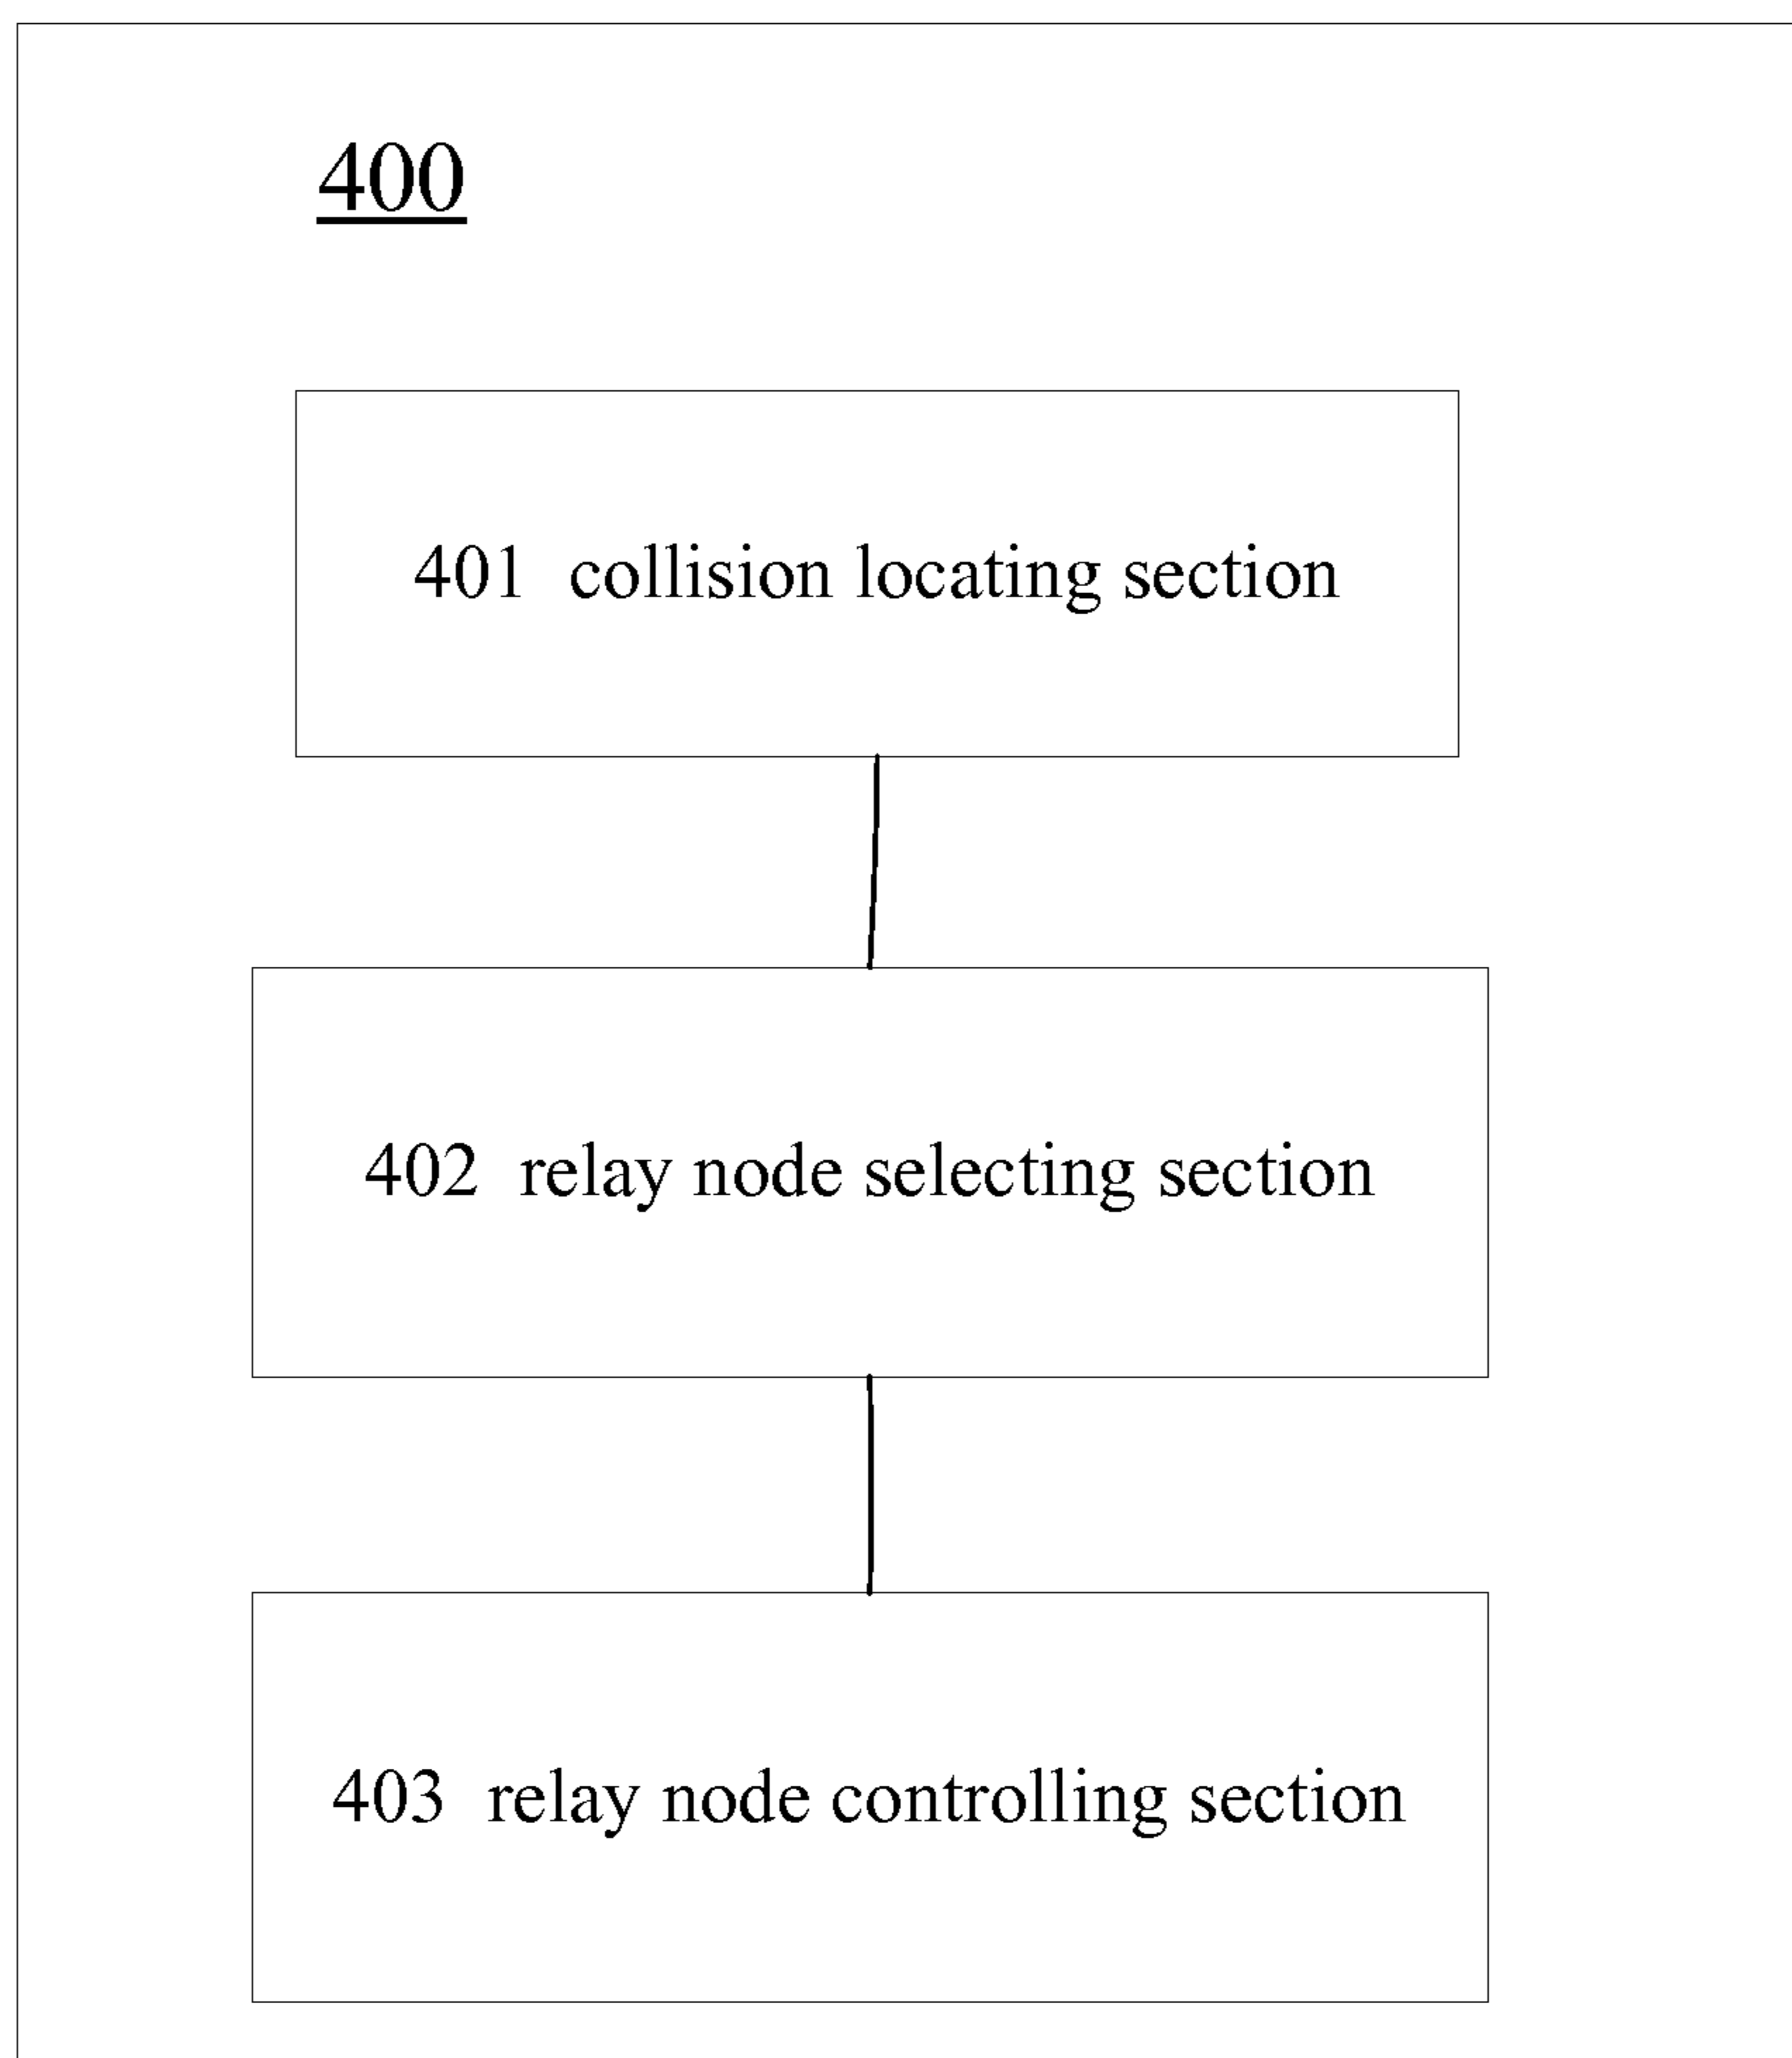 400
401 collision locating section
402 relay node selecting section
403 relay node controlling section